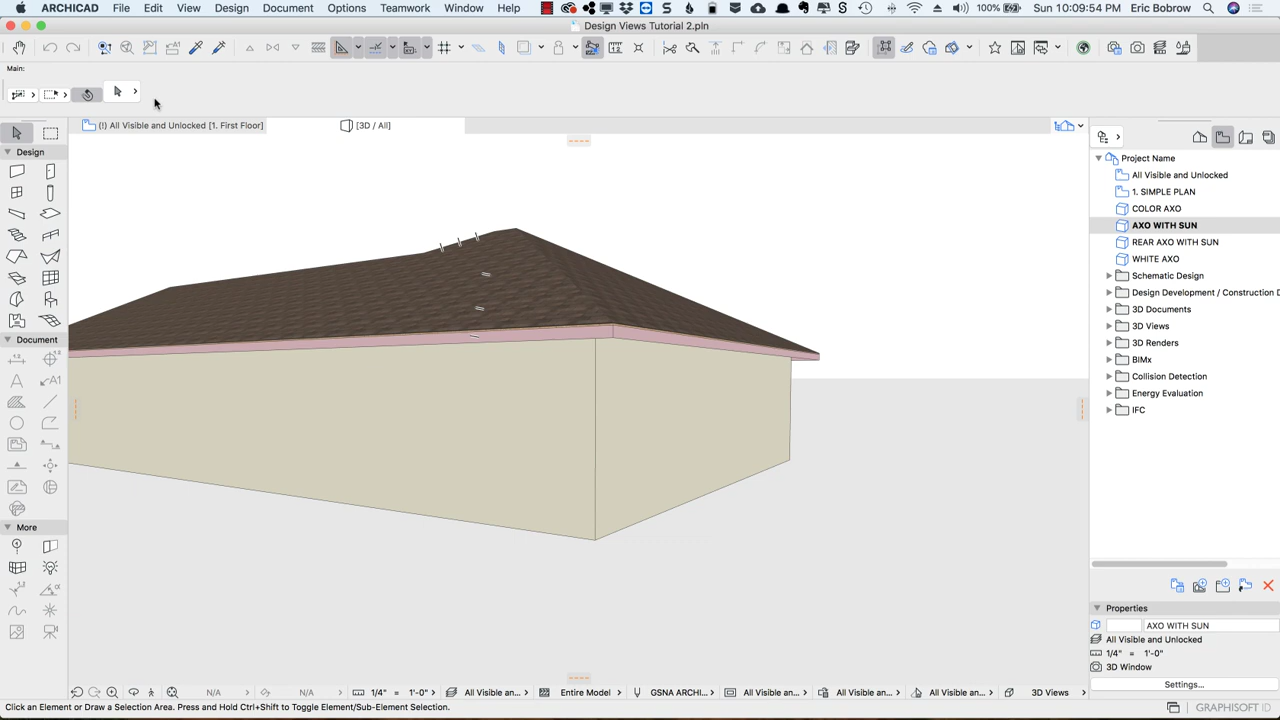 ARCHICAD File Edit View Design Document Options Teamwork Window Help 100% Sun 10:09:54 PM Eric Bobrow
Design Views Tutorial 2.pln
Main:
(!) All Visible and Unlocked [1. First Floor] [3D / All]
Design
Document
More
Project Name
All Visible and Unlocked
1. SIMPLE PLAN
COLOR AXO
AXO WITH SUN
REAR AXO WITH SUN
WHITE AXO
Schematic Design
Design Development / Construction D
3D Documents
3D Views
3D Renders
BIMx
Collision Detection
Energy Evaluation
IFC
Properties
AXO WITH SUN
All Visible and Unlocked
1/4" = 1'-0"
3D Window
Settings...
N/A N/A 1/4" = 1'-0" All Visible an... Entire Model GSNA ARCHI... All Visible an... All Visible an... All Visible an... 3D Views
Click an Element or Draw a Selection Area. Press and Hold Ctrl+Shift to Toggle Element/Sub-Element Selection. GRAPHISOFT ID